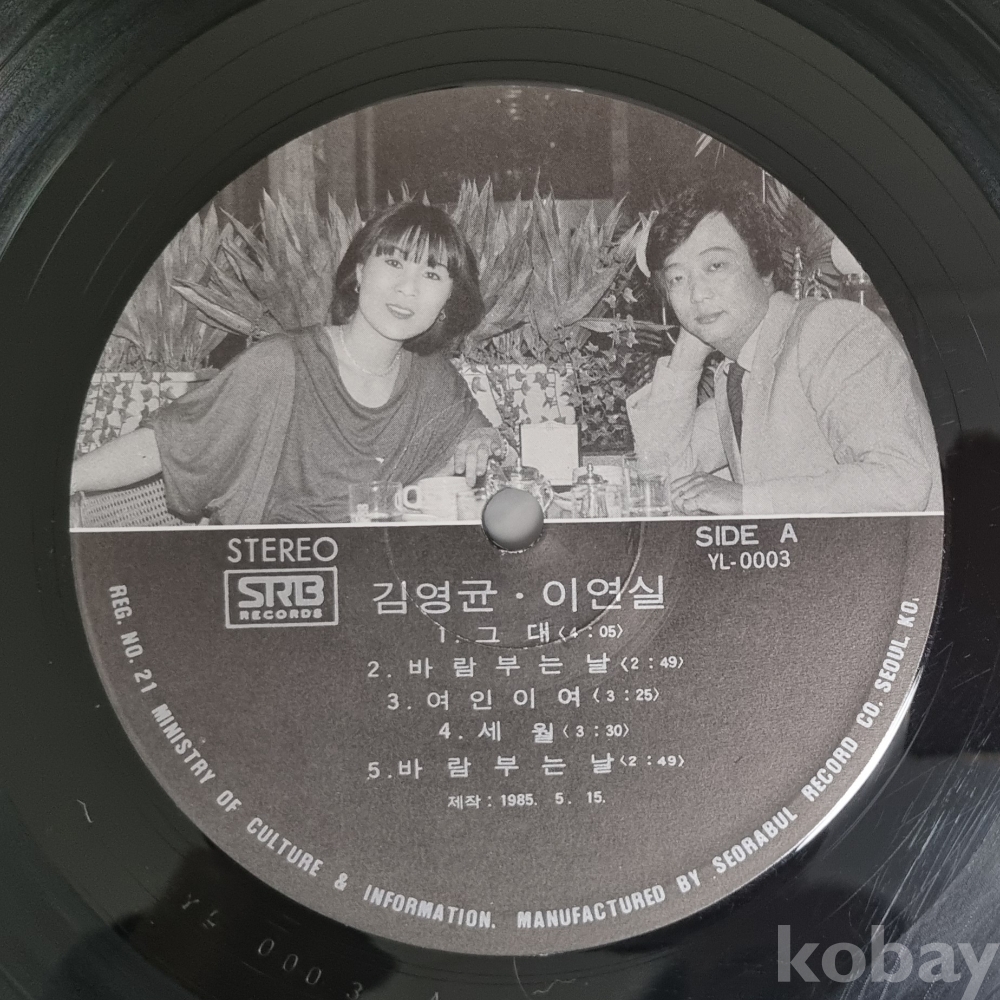 STEREO
SRB
RECORDS
SIDE A
YL-0003
김영균 · 이연실
1. 그 대 〈4 : 05〉
2. 바 람 부 는 날 〈2 : 49〉
3. 여 인 이 여 〈3 : 25〉
4. 세 월 〈3 : 30〉
5. 바 람 부 는 날 〈2 : 49〉
제작 : 1985. 5. 15.
REG. NO. 21 MINISTRY OF CULTURE & INFORMATION. MANUFACTURED BY SEORABUL RECORD CO. SEOUL KO.
kobay